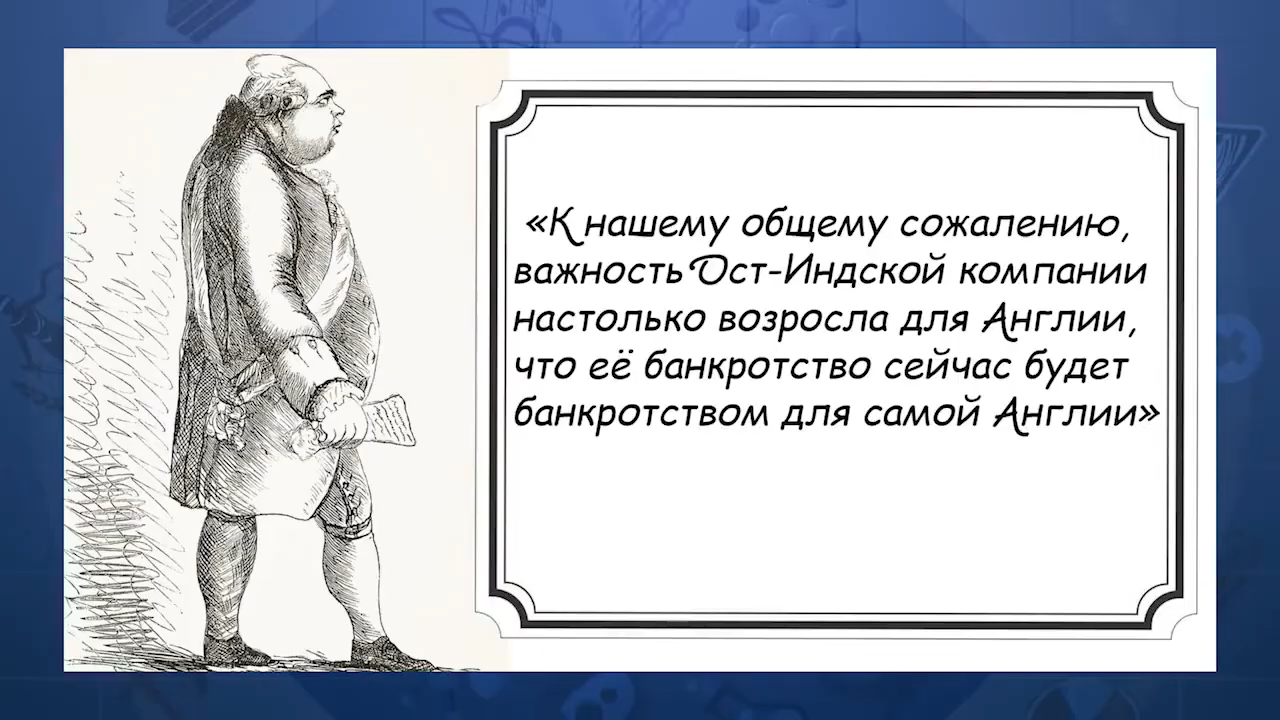 «К нашему общему сожалению,
важность Ост-Индской компании
настолько возросла для Англии,
что её банкротство сейчас будет
банкротством для самой Англии»